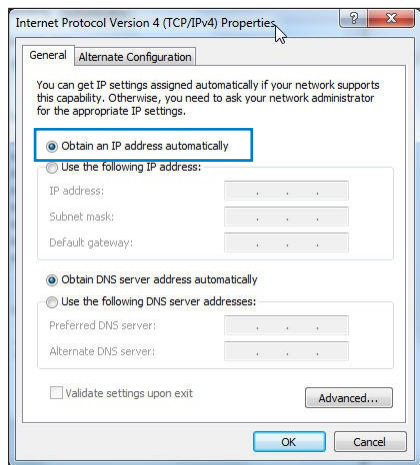 Internet Protocol Version 4 (TCP/IPv4) Properties
General
Alternate Configuration
You can get IP settings assigned automatically if your network supports
this capability. Otherwise, you need to ask your network administrator
for the appropriate IP settings.
Obtain an IP address automatically
Use the following IP address:
IP address:
Subnet mask:
Default gateway:
Obtain DNS server address automatically
Use the following DNS server addresses:
Preferred DNS server:
Alternate DNS server:
Validate settings upon exit
Advanced...
OK
Cancel